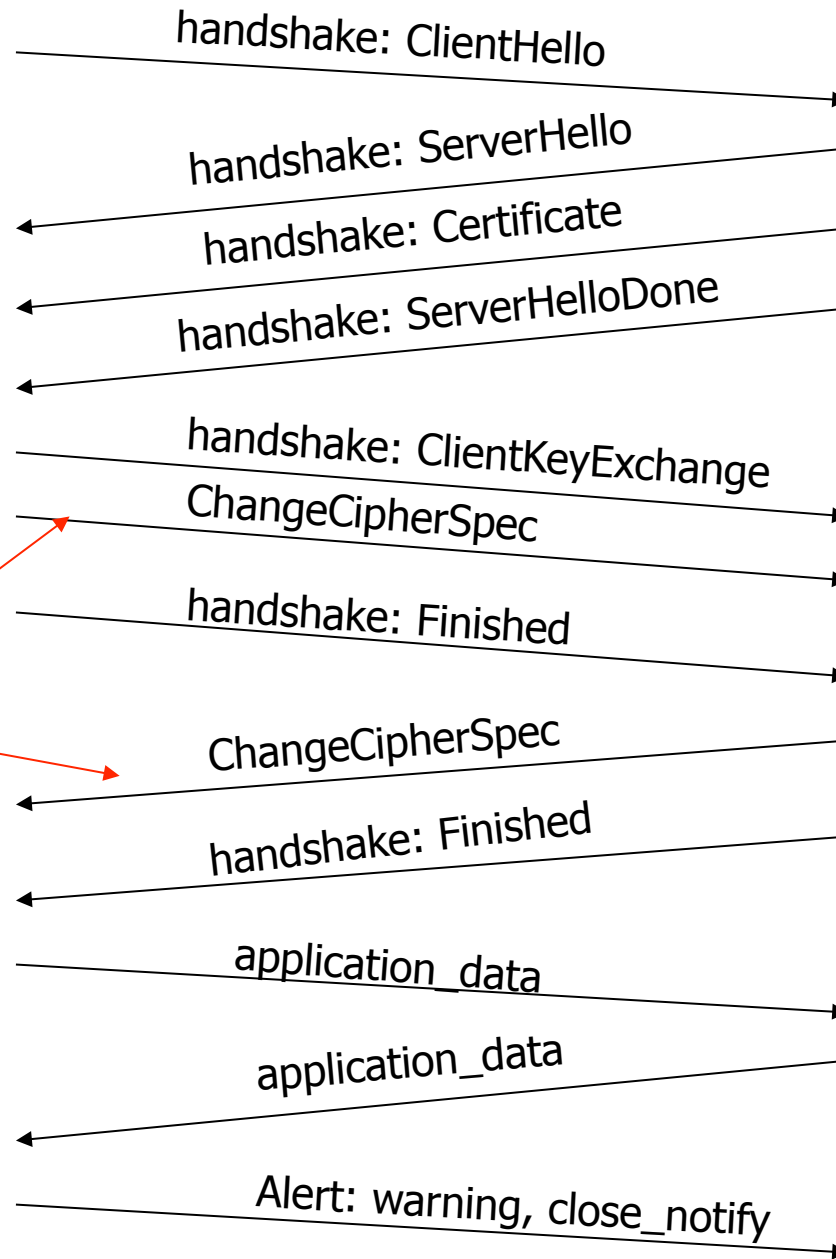 handshake: ClientHello
handshake: ServerHello
handshake: Certificate
handshake: ServerHelloDone
handshake: ClientKeyExchange
ChangeCipherSpec
handshake: Finished
ChangeCipherSpec
handshake: Finished
application_data
application_data
Alert: warning, close_notify